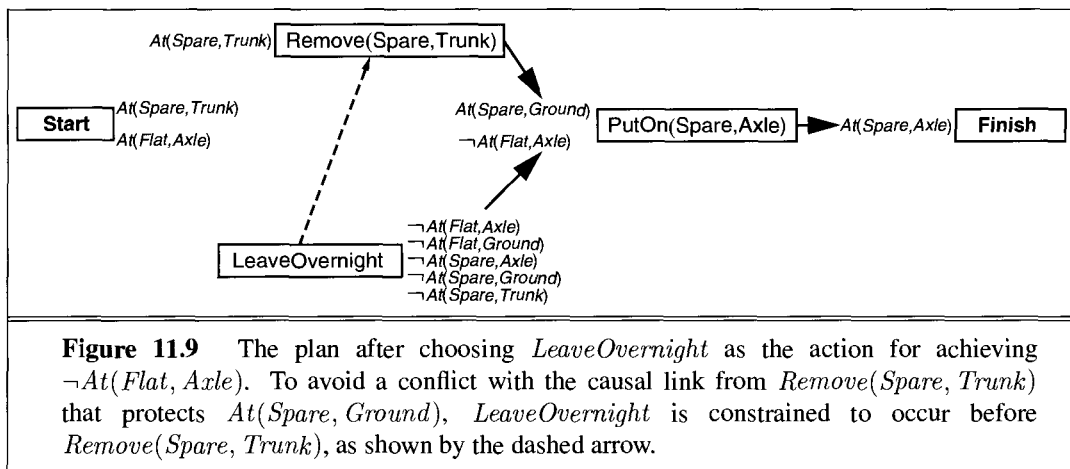 At(Spare,Trunk) Remove(Spare,Trunk)
Start
At(Spare,Trunk)
At(Flat,Axle)
At(Spare,Ground)
¬At(Flat,Axle)
PutOn(Spare,Axle)
At(Spare,Axle) Finish
LeaveOvernight
¬At(Flat,Axle)
¬At(Flat,Ground)
¬At(Spare,Axle)
¬At(Spare,Ground)
¬At(Spare,Trunk)
Figure 11.9 The plan after choosing LeaveOvernight as the action for achieving
¬At(Flat, Axle). To avoid a conflict with the causal link from Remove(Spare, Trunk)
that protects At(Spare, Ground), LeaveOvernight is constrained to occur before
Remove(Spare, Trunk), as shown by the dashed arrow.